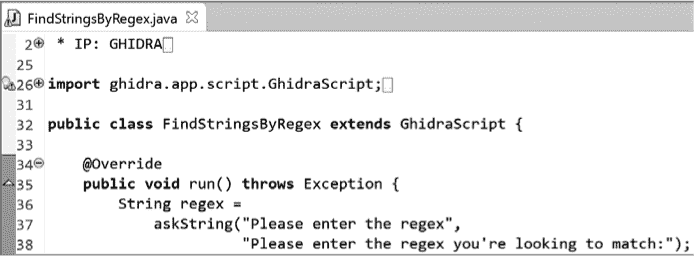 FindStringsByRegex.java
2 * IP: GHIDRA
25
26 import ghidra.app.script.GhidraScript;
31
32 public class FindStringsByRegex extends GhidraScript {
33
34 @Override
35 public void run() throws Exception {
36 String regex =
37 askString("Please enter the regex",
38 "Please enter the regex you're looking to match:");